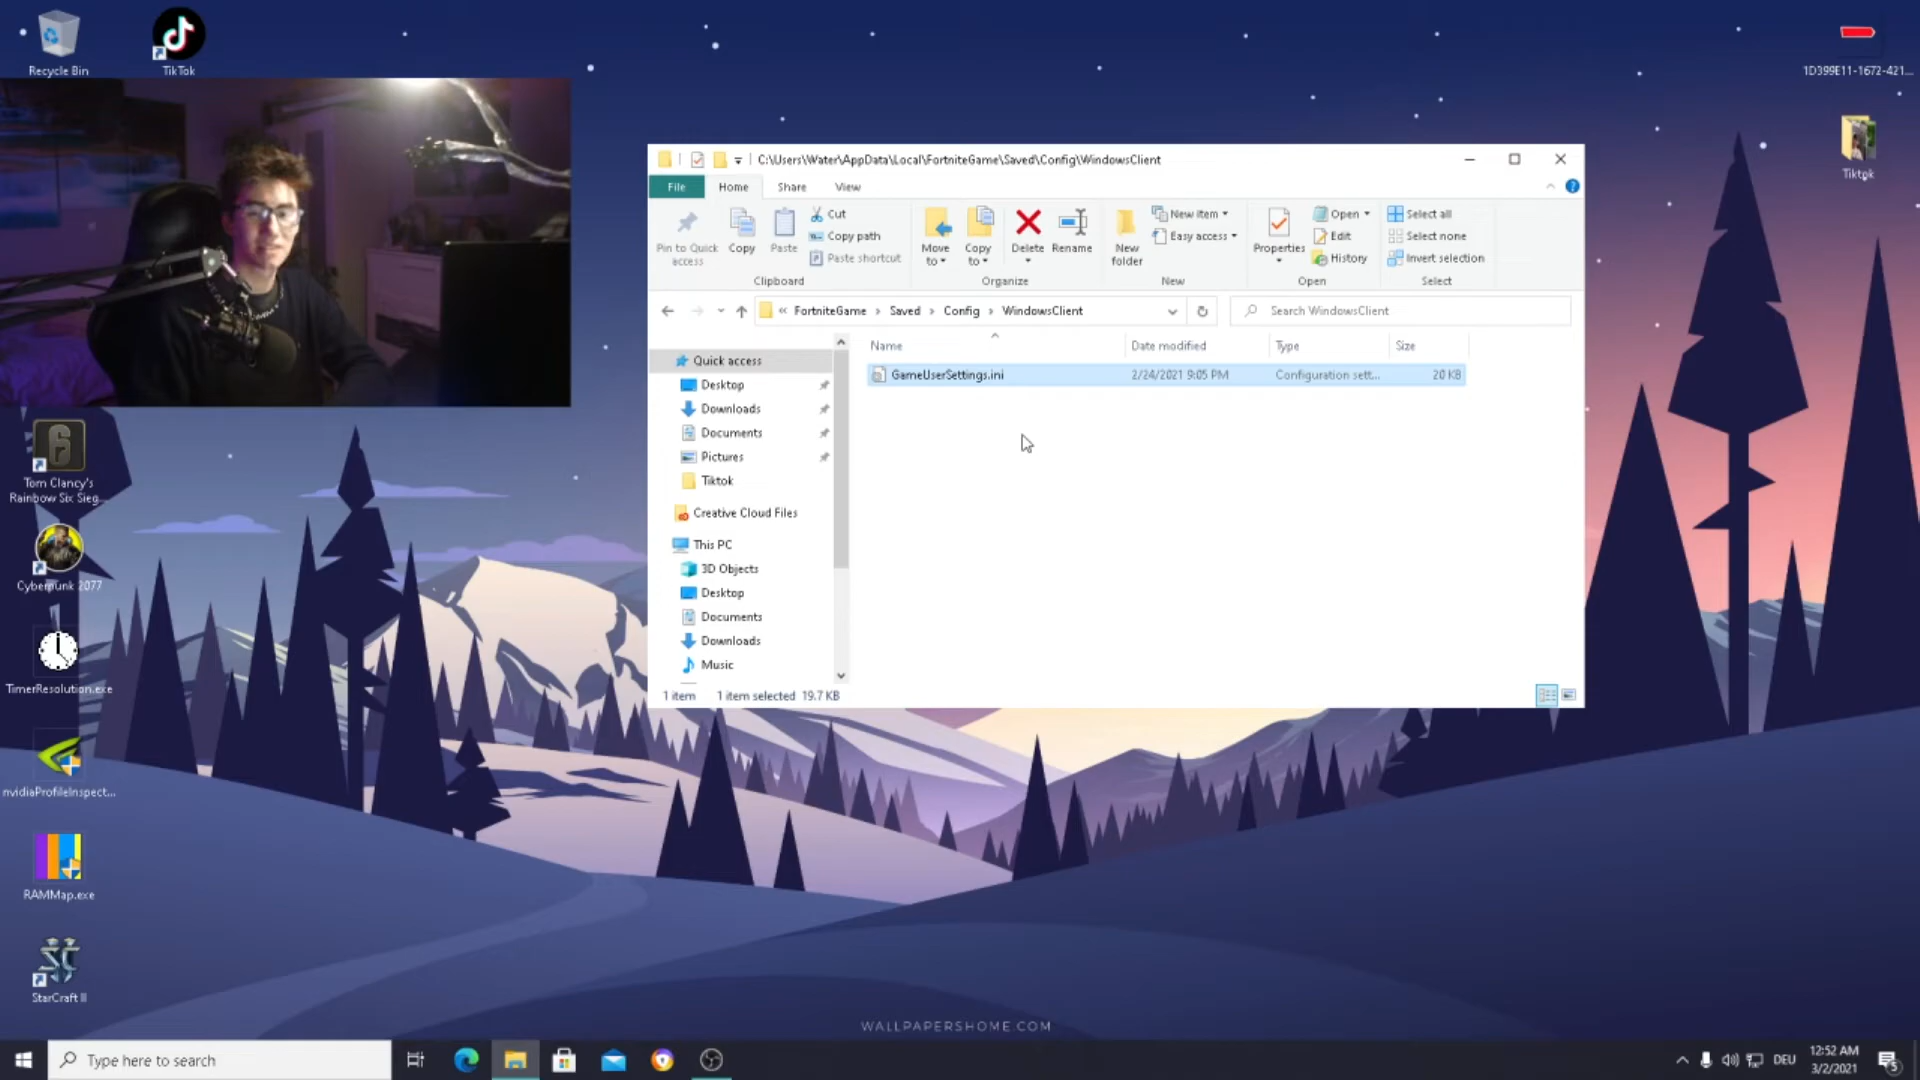 Recycle Bin
TikTok
1D399E11-1672-421...
Tiktok
C:\Users\Water\AppData\Local\FortniteGame\Saved\Config\WindowsClient
File
Home
Share
View
Pin to Quick access
Copy
Paste
Cut
Copy path
Paste shortcut
Clipboard
Move to
Copy to
Delete
Rename
Organize
New folder
New item
Easy access
New
Properties
Open
Edit
History
Open
Select all
Select none
Invert selection
Select
« FortniteGame › Saved › Config › WindowsClient
Search WindowsClient
Name
Date modified
Type
Size
GameUserSettings.ini
2/24/2021 9:05 PM
Configuration sett...
20 KB
Quick access
Desktop
Downloads
Documents
Pictures
Tiktok
Creative Cloud Files
This PC
3D Objects
Desktop
Documents
Downloads
Music
1 item
1 item selected 19.7 KB
Tom Clancy's
Rainbow Six Sieg...
Cyberpunk 2077
TimerResolution.exe
nvidiaProfileInspect...
RAMMap.exe
StarCraft II
WALLPAPERSHOME.COM
Type here to search
DEU
12:52 AM
3/2/2021
5